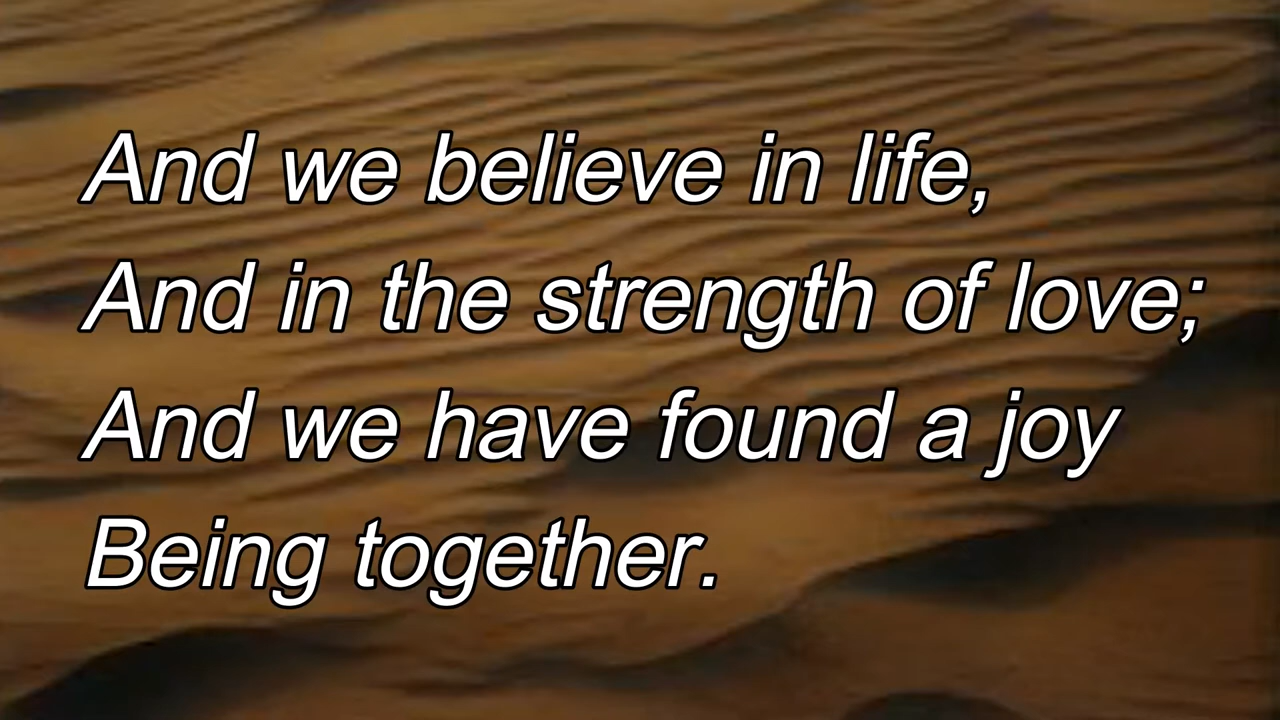 And we believe in life,
And in the strength of love;
And we have found a joy
Being together.